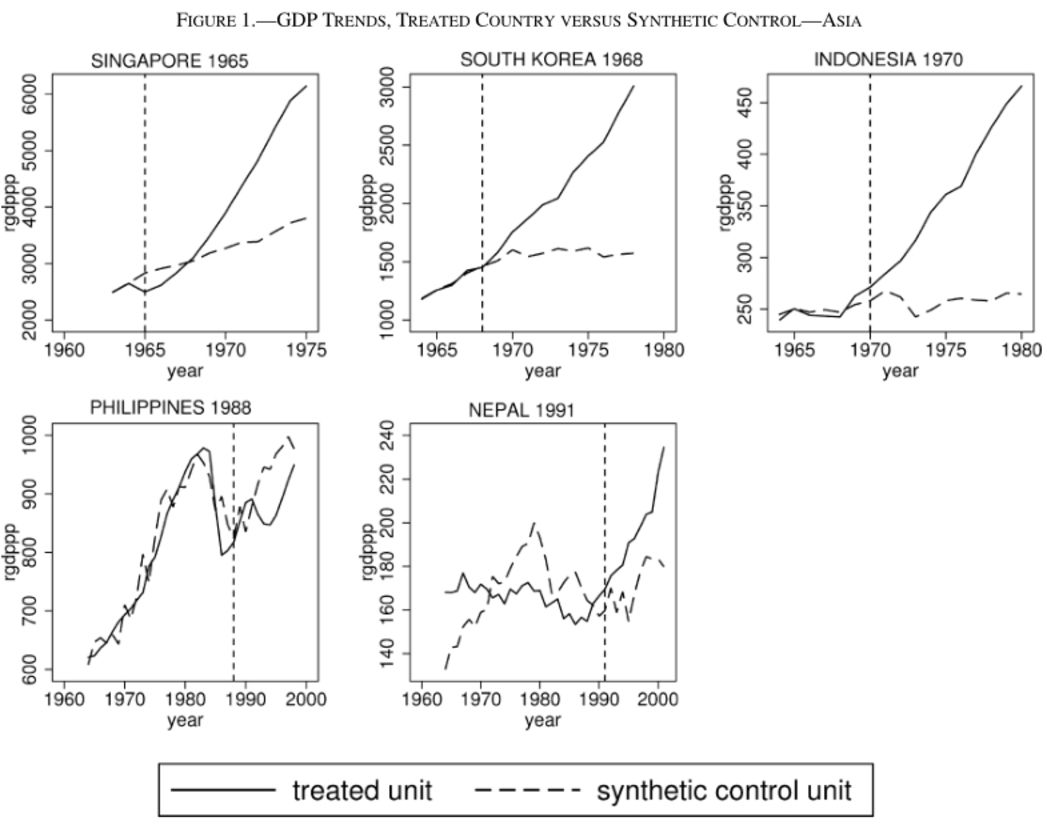 FIGURE 1.—GDP TRENDS, TREATED COUNTRY VERSUS SYNTHETIC CONTROL—ASIA
SINGAPORE 1965
rgdppp
2000 3000 4000 5000 6000
1960 1965 1970 1975
year
SOUTH KOREA 1968
rgdppp
1000 1500 2000 2500 3000
1965 1970 1975 1980
year
INDONESIA 1970
rgdppp
250 300 350 400 450
1965 1970 1975 1980
year
PHILIPPINES 1988
rgdppp
600 700 800 900 1000
1960 1970 1980 1990 2000
year
NEPAL 1991
rgdppp
140 160 180 200 220 240
1960 1970 1980 1990 2000
year
treated unit synthetic control unit